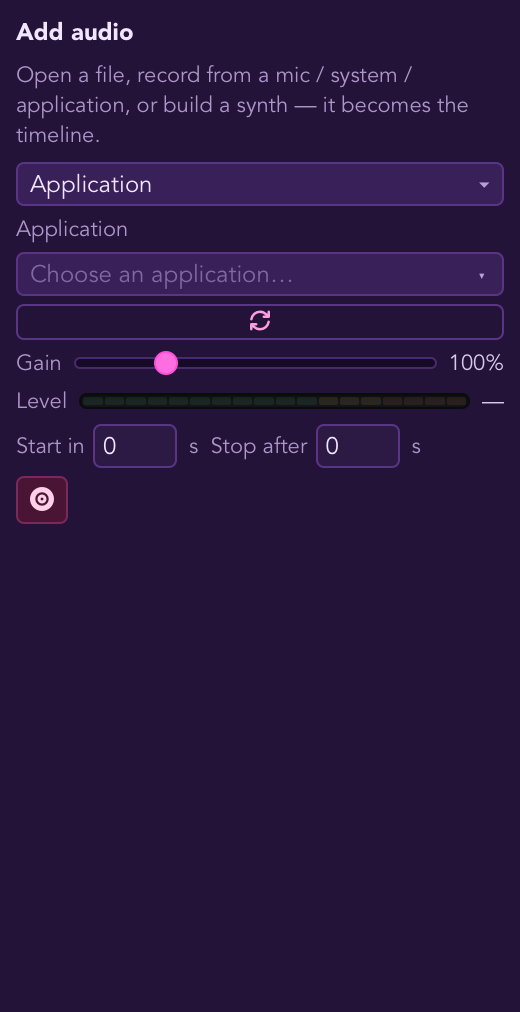 Add audio
Open a file, record from a mic / system /
application, or build a synth — it becomes the
timeline.
Application
Application
Choose an application…
Gain 100%
Level —
Start in 0 s Stop after 0 s